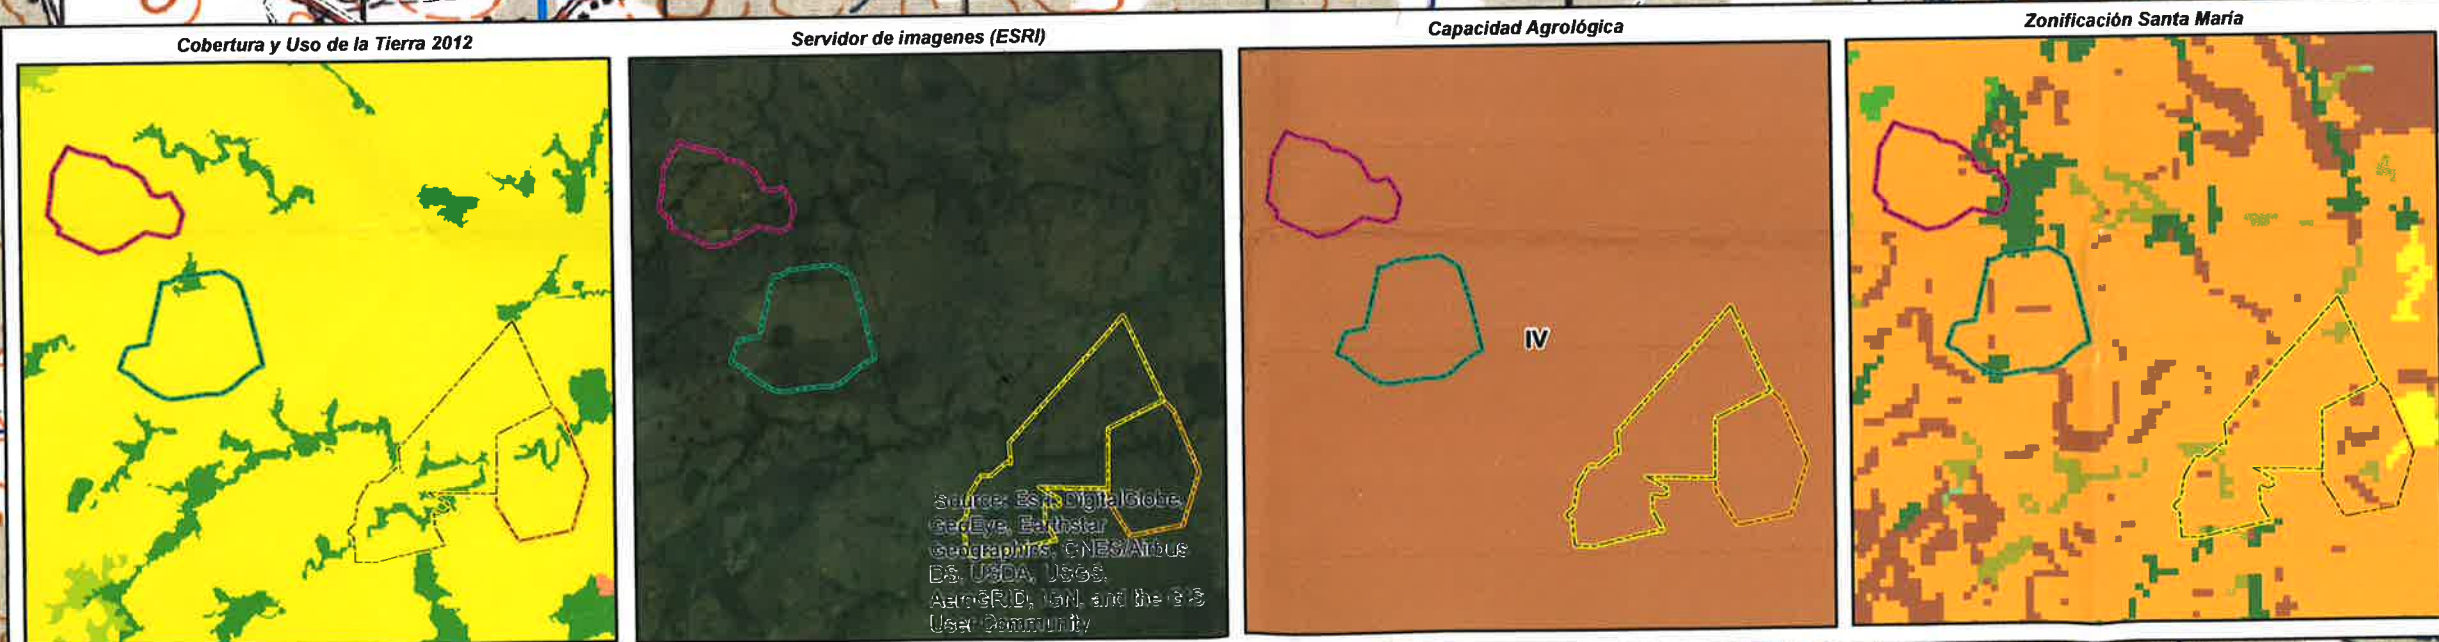 Cobertura y Uso de la Tierra 2012
Servidor de imagenes (ESRI)
Capacidad Agrológica
Zonificación Santa María
IV
Source: Esri, DigitalGlobe,
GeoEye, Earthstar
Geographics, CNES/Airbus
DS, USDA, USGS,
AeroGRID, IGN, and the GIS
User Community